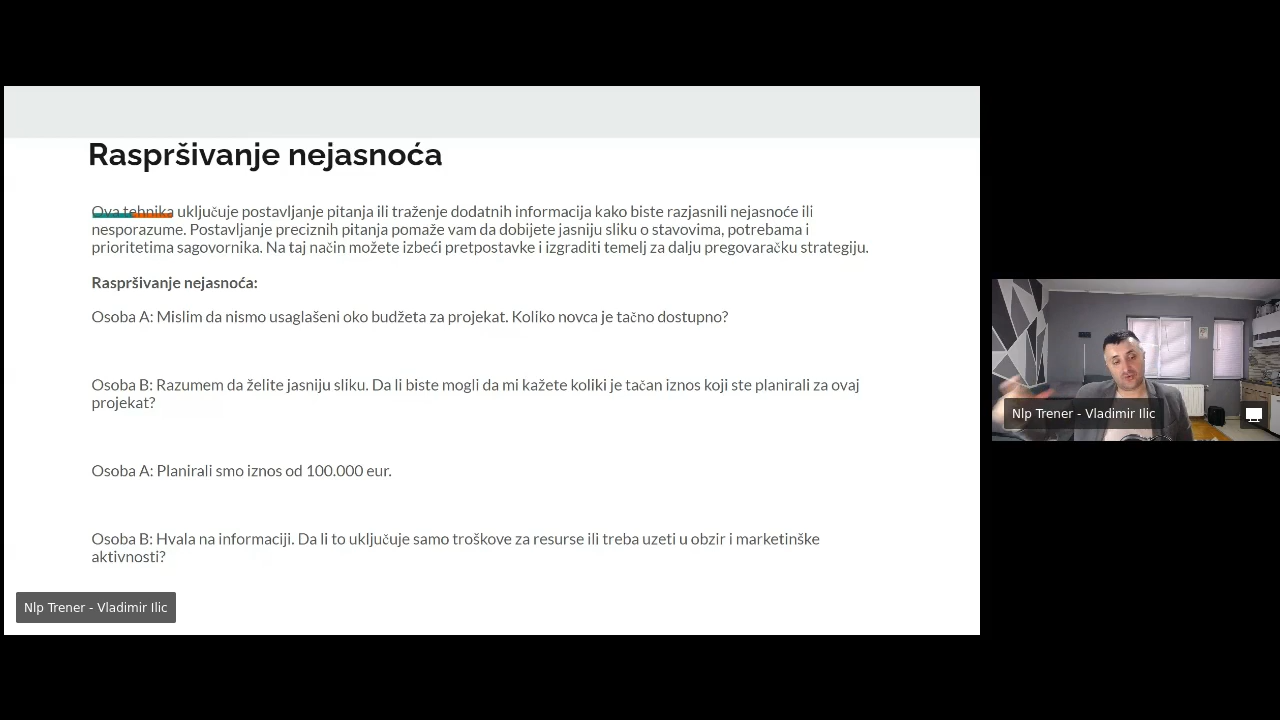 Raspršivanje nejasnoća
Ova tehnika uključuje postavljanje pitanja ili traženje dodatnih informacija kako biste razjasnili nejasnoće ili
nesporazume. Postavljanje preciznih pitanja pomaže vam da dobijete jasniju sliku o stavovima, potrebama i
prioritetima sagovornika. Na taj način možete izbeći pretpostavke i izgraditi temelj za dalju pregovaračku strategiju.
Raspršivanje nejasnoća:
Osoba A: Mislim da nismo usaglašeni oko budžeta za projekat. Koliko novca je tačno dostupno?
Osoba B: Razumem da želite jasniju sliku. Da li biste mogli da mi kažete koliki je tačan iznos koji ste planirali za ovaj
projekat?
Osoba A: Planirali smo iznos od 100.000 eur.
Osoba B: Hvala na informaciji. Da li to uključuje samo troškove za resurse ili treba uzeti u obzir i marketinške
aktivnosti?
Nlp Trener - Vladimir Ilic
Nlp Trener - Vladimir Ilic